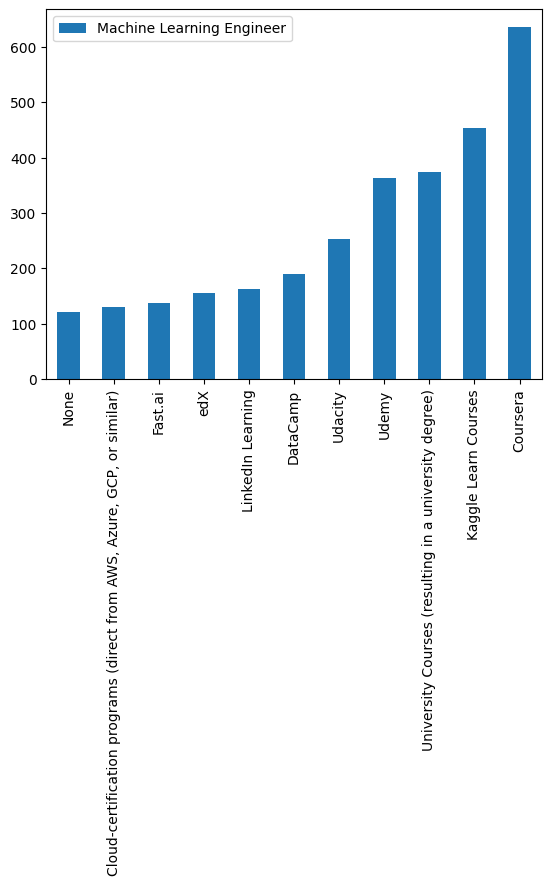 Machine Learning Engineer
600
500
400
300
200
100
0
None
Cloud-certification programs (direct from AWS, Azure, GCP, or similar)
Fast.ai
edX
LinkedIn Learning
DataCamp
Udacity
Udemy
University Courses (resulting in a university degree)
Kaggle Learn Courses
Coursera